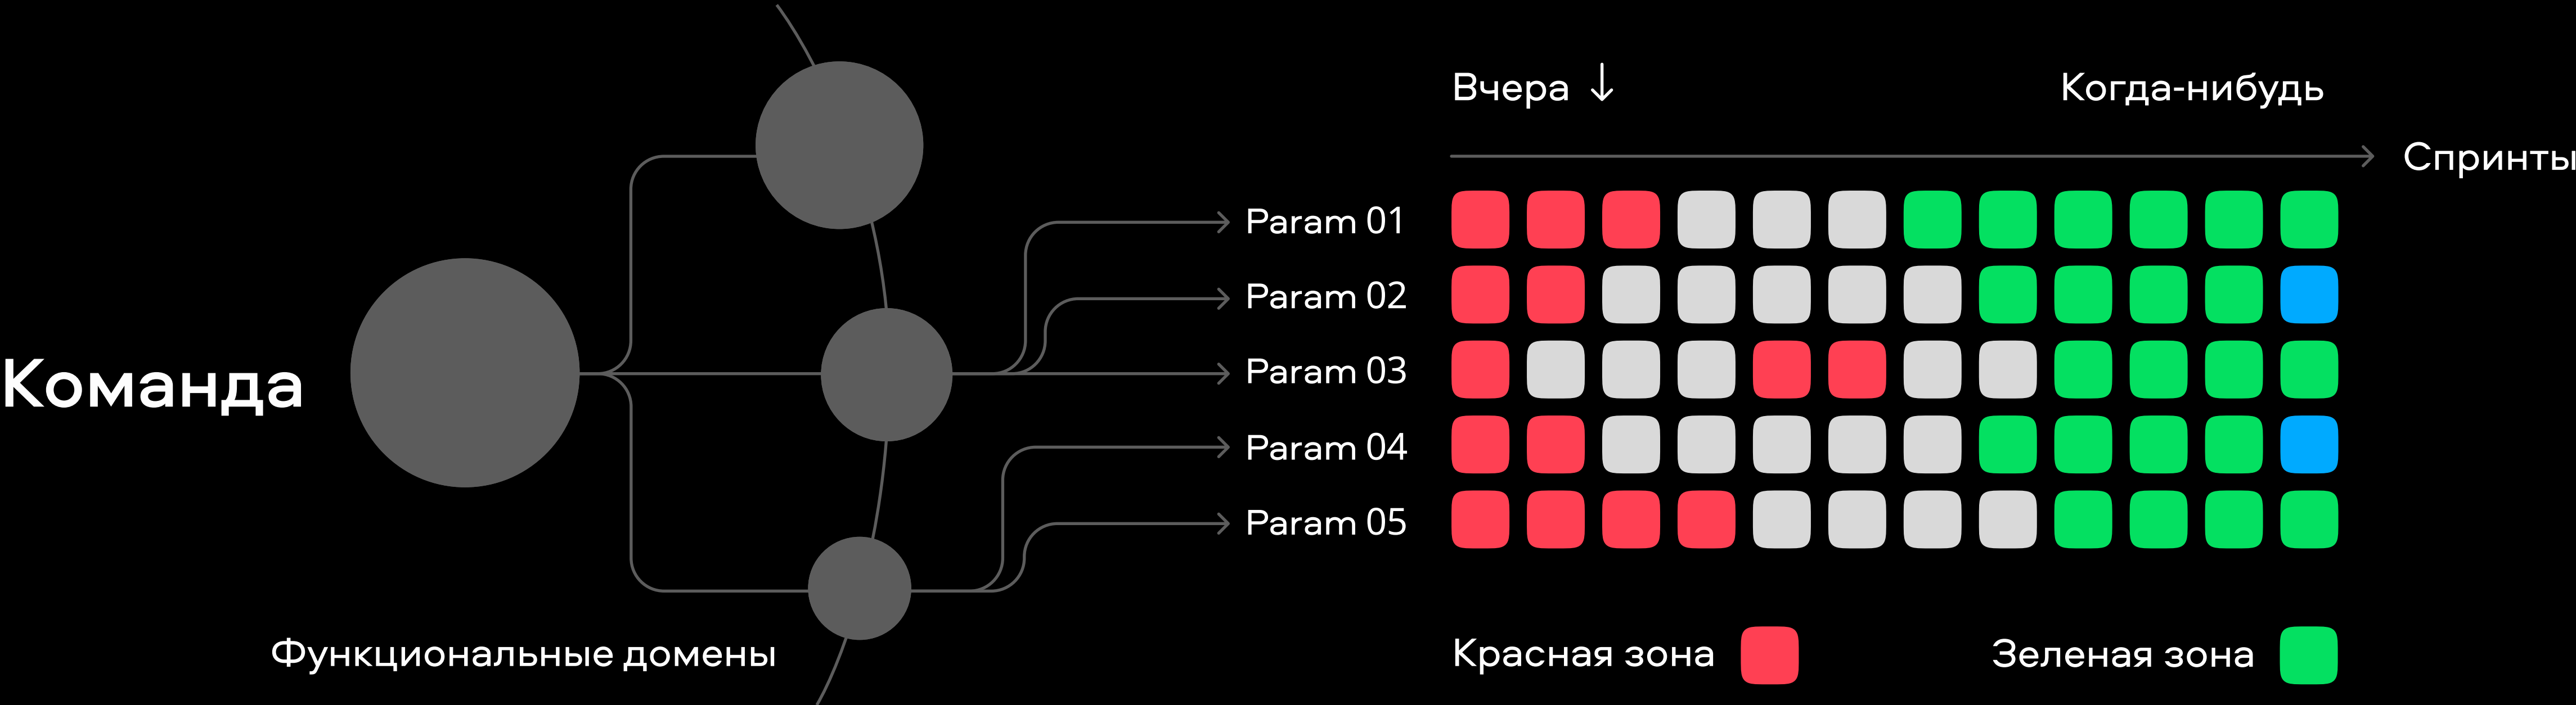 Вчера ↓
Когда-нибудь
Спринты
Param 01
Param 02
Param 03
Param 04
Param 05
Команда
Функциональные домены
Красная зона
Зеленая зона